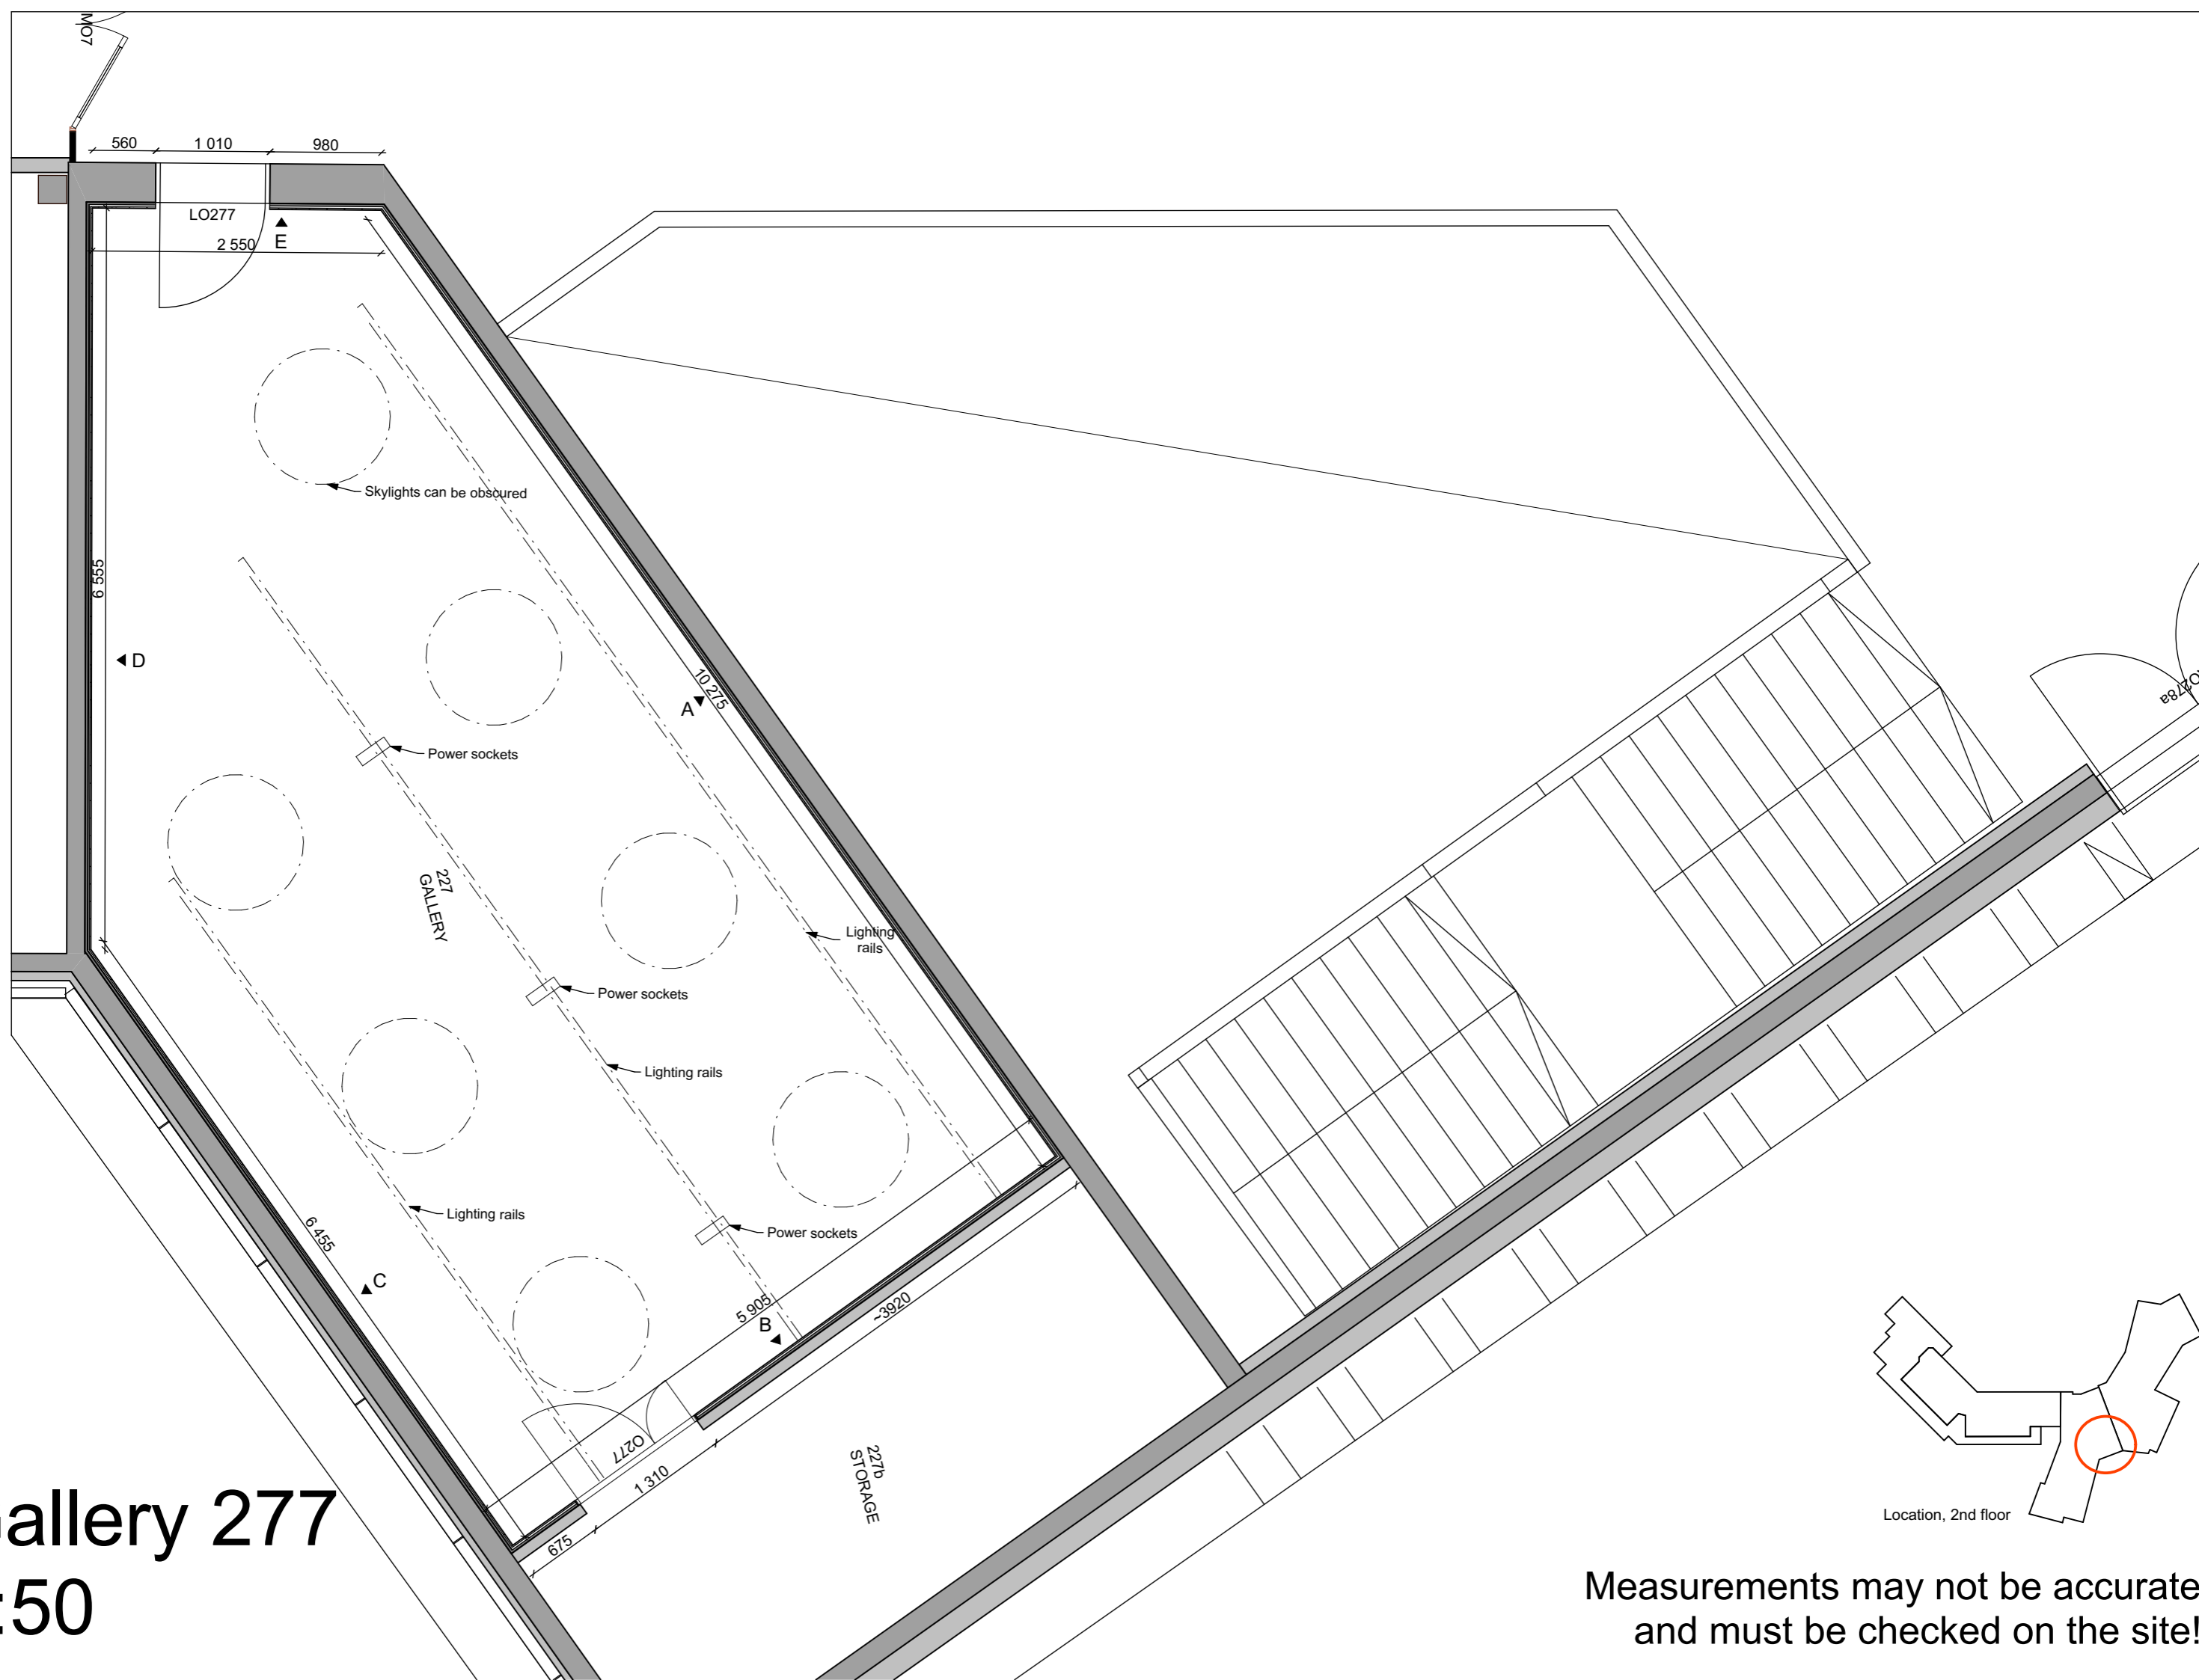 MO7
560
1 010
980
LO277
E
2 550
Skylights can be obscured
6 555
D
10 275
A
Power sockets
227
GALLERY
Lighting
rails
Power sockets
Lighting rails
Lighting rails
Power sockets
6 455
C
5 905
B
~3920
O277
1 310
675
227b
STORAGE
O278a
allery 277
:50
Location, 2nd floor
Measurements may not be accurate
and must be checked on the site!